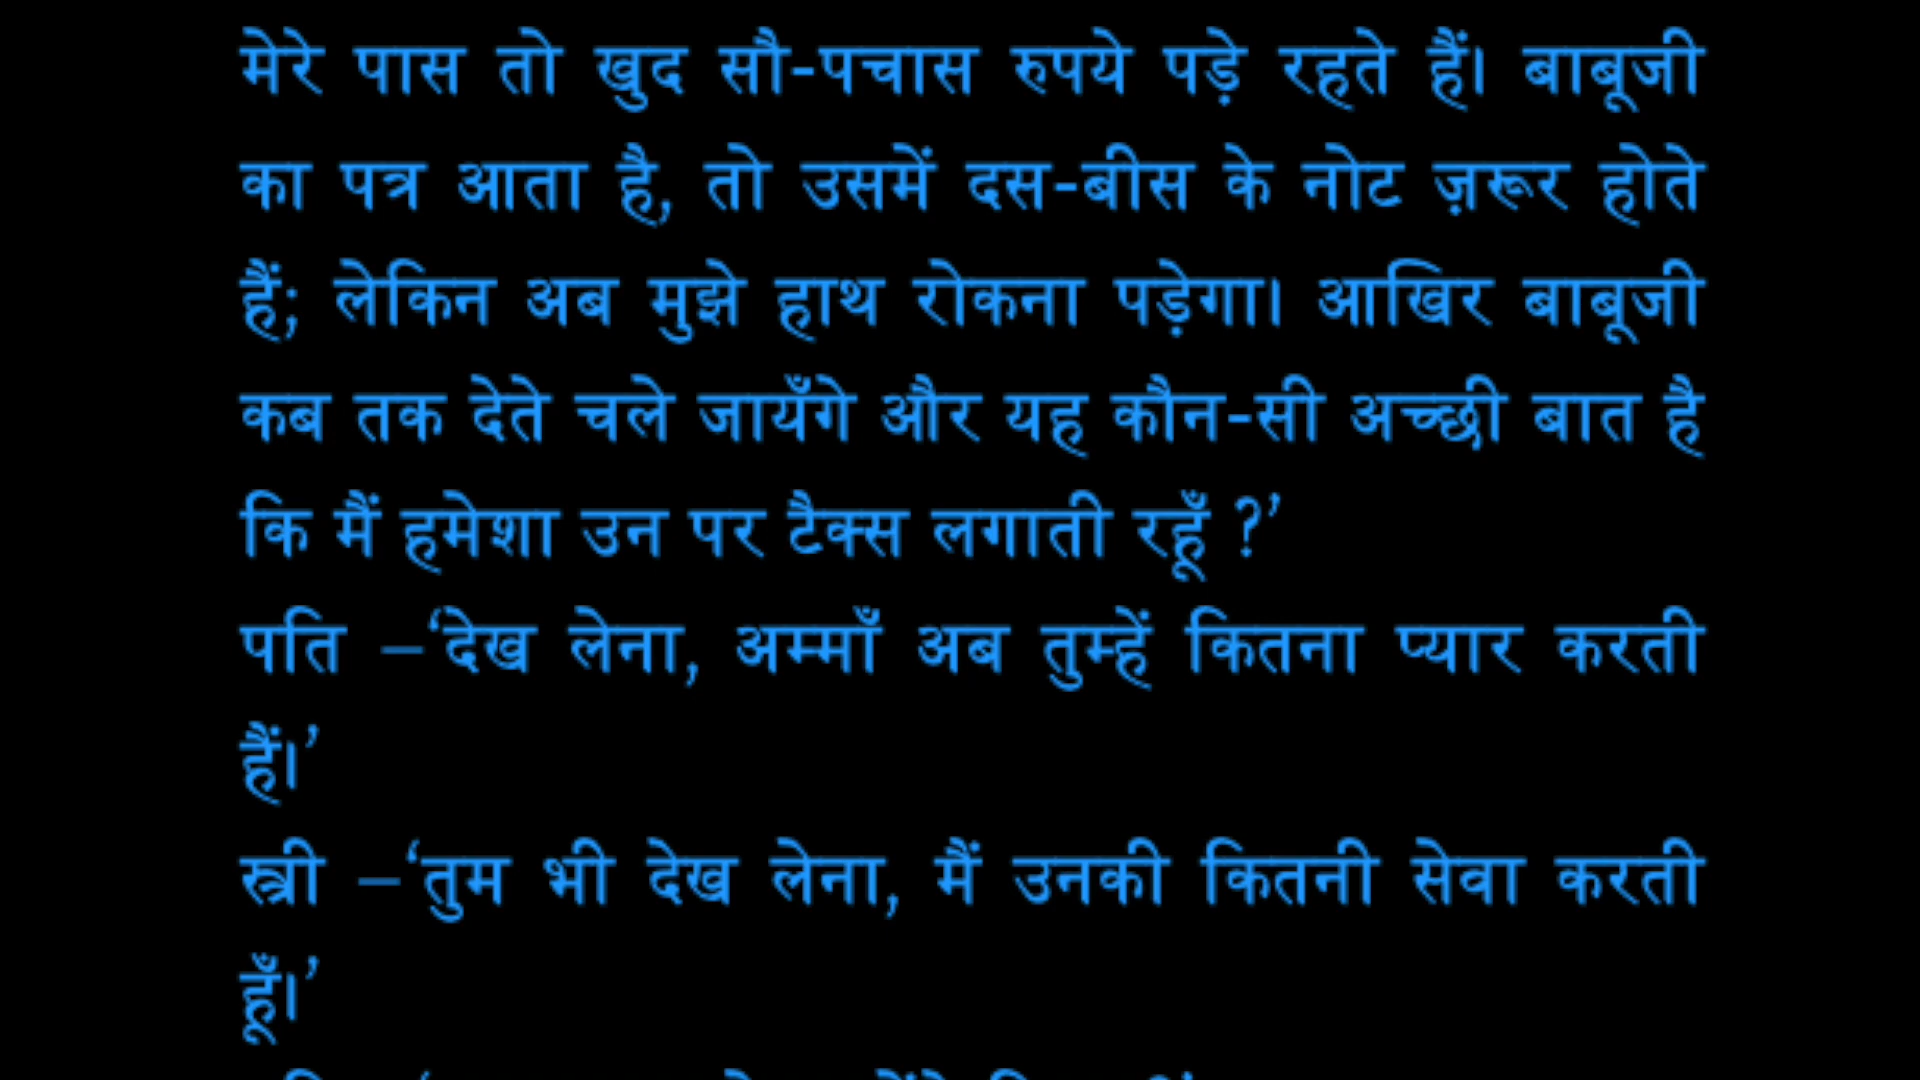 मेरे पास तो खुद सौ-पचास रुपये पड़े रहते हैं। बाबूजी
का पत्र आता है, तो उसमें दस-बीस के नोट ज़रूर होते
हैं; लेकिन अब मुझे हाथ रोकना पड़ेगा। आखिर बाबूजी
कब तक देते चले जायँगे और यह कौन-सी अच्छी बात है
कि मैं हमेशा उन पर टैक्स लगाती रहूँ ?’
पति –‘देख लेना, अम्माँ अब तुम्हें कितना प्यार करती
हैं।’
स्त्री –‘तुम भी देख लेना, मैं उनकी कितनी सेवा करती
हूँ।’